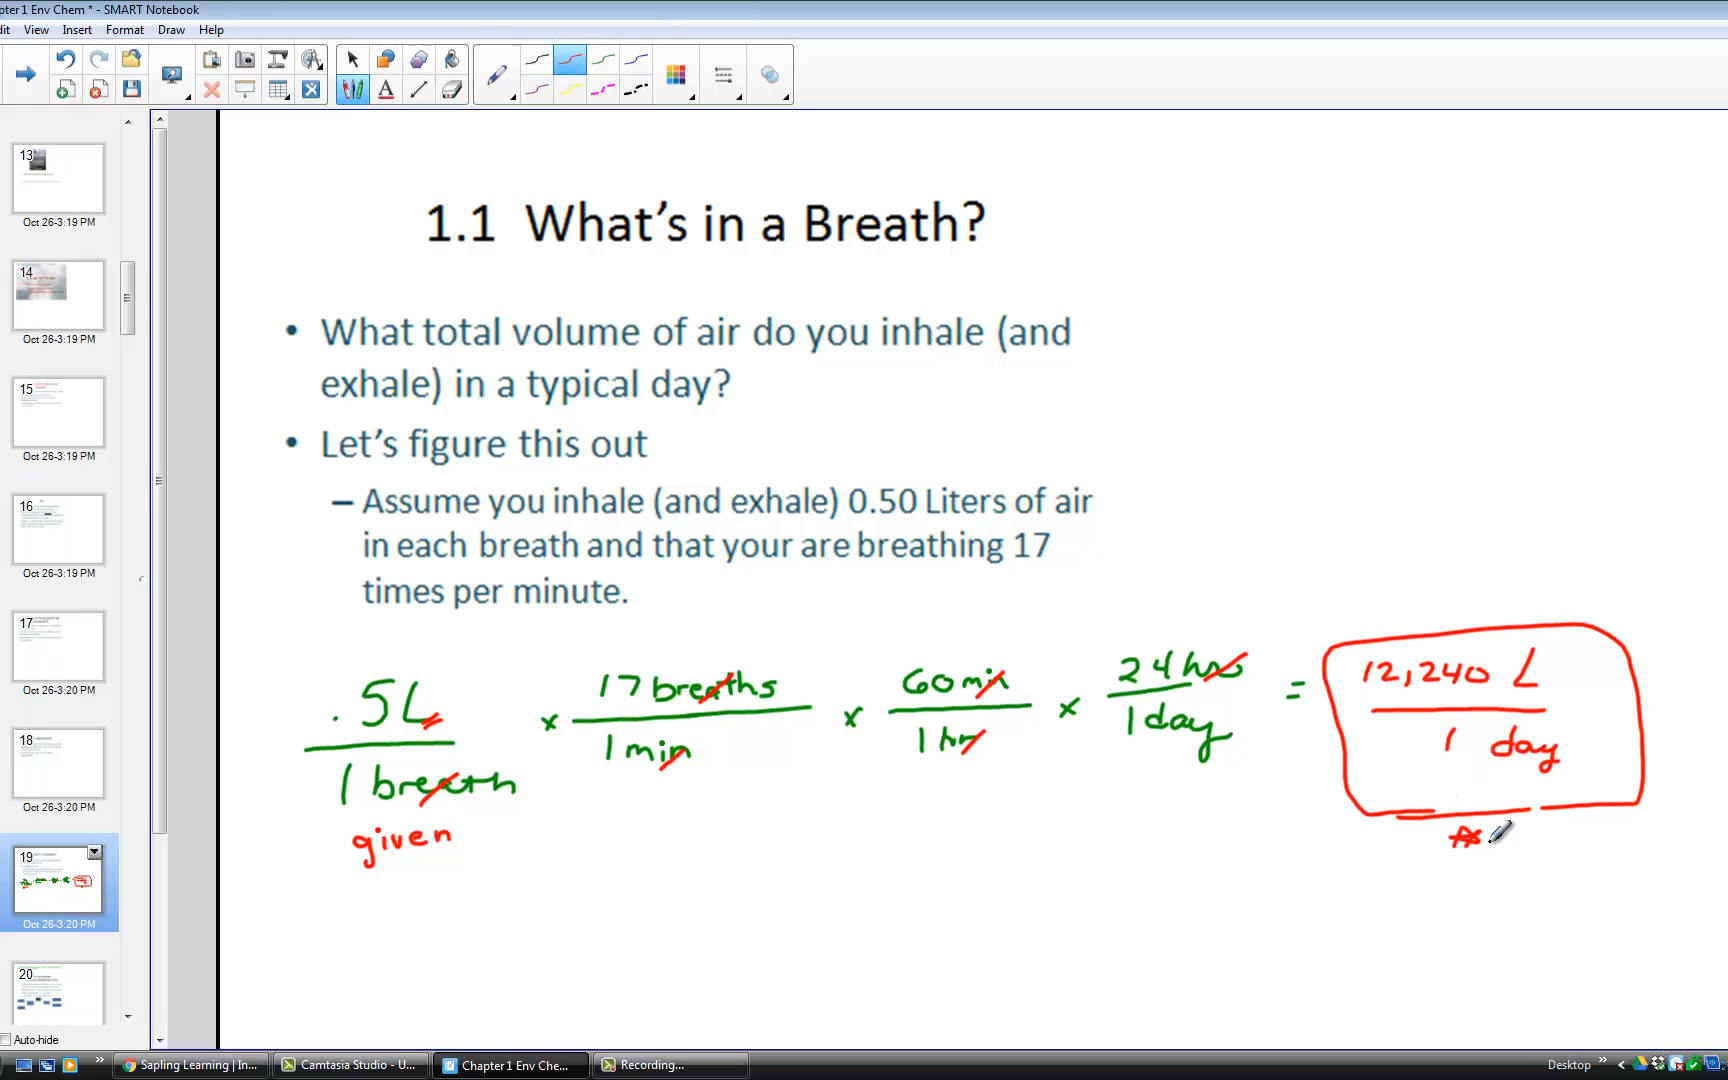 pter 1 Env Chem * - SMART Notebook
dit View Insert Format Draw Help
13
Oct 26-3:19 PM
14
Oct 26-3:19 PM
15
Oct 26-3:19 PM
16
Oct 26-3:19 PM
17
Oct 26-3:20 PM
18
Oct 26-3:20 PM
19
Oct 26-3:20 PM
20
Auto-hide
1.1 What's in a Breath?
• What total volume of air do you inhale (and
exhale) in a typical day?
• Let's figure this out
– Assume you inhale (and exhale) 0.50 Liters of air
in each breath and that your are breathing 17
times per minute.
.5L × 17 breaths × 60 min × 24 hrs = 12,240 L
1 breath 1 min 1 hr 1 day 1 day
given
Sapling Learning | In... Camtasia Studio - U... Chapter 1 Env Che... Recording... Desktop